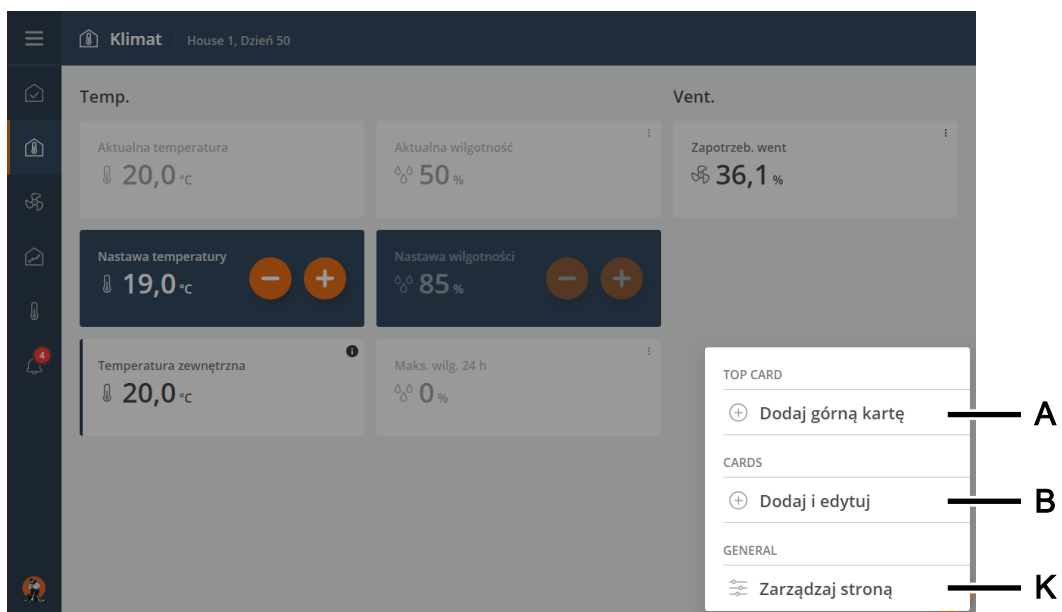 Klimat House 1, Dzień 50
Temp.
Vent.
Aktualna temperatura
20,0 °C
Aktualna wilgotność
50 %
Zapotrzeb. went
36,1 %
Nastawa temperatury
19,0 °C
Nastawa wilgotności
85 %
4
Temperatura zewnętrzna
20,0 °C
Maks. wilg. 24 h
0 %
TOP CARD
Dodaj górną kartę
A
CARDS
Dodaj i edytuj
B
GENERAL
Zarządzaj stroną
K